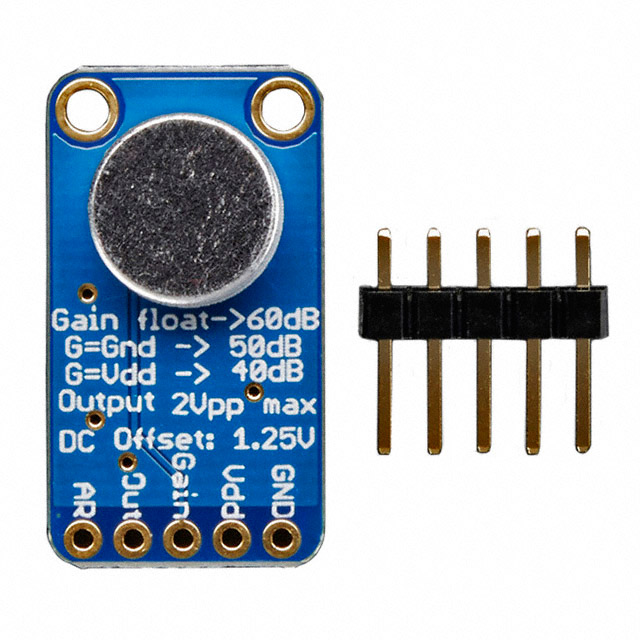 Gain float->60dB
G=Gnd -> 50dB
G=Vdd -> 40dB
Output 2Vpp max
DC Offset: 1.25V
AR
Out
Gain
Vdd
GND